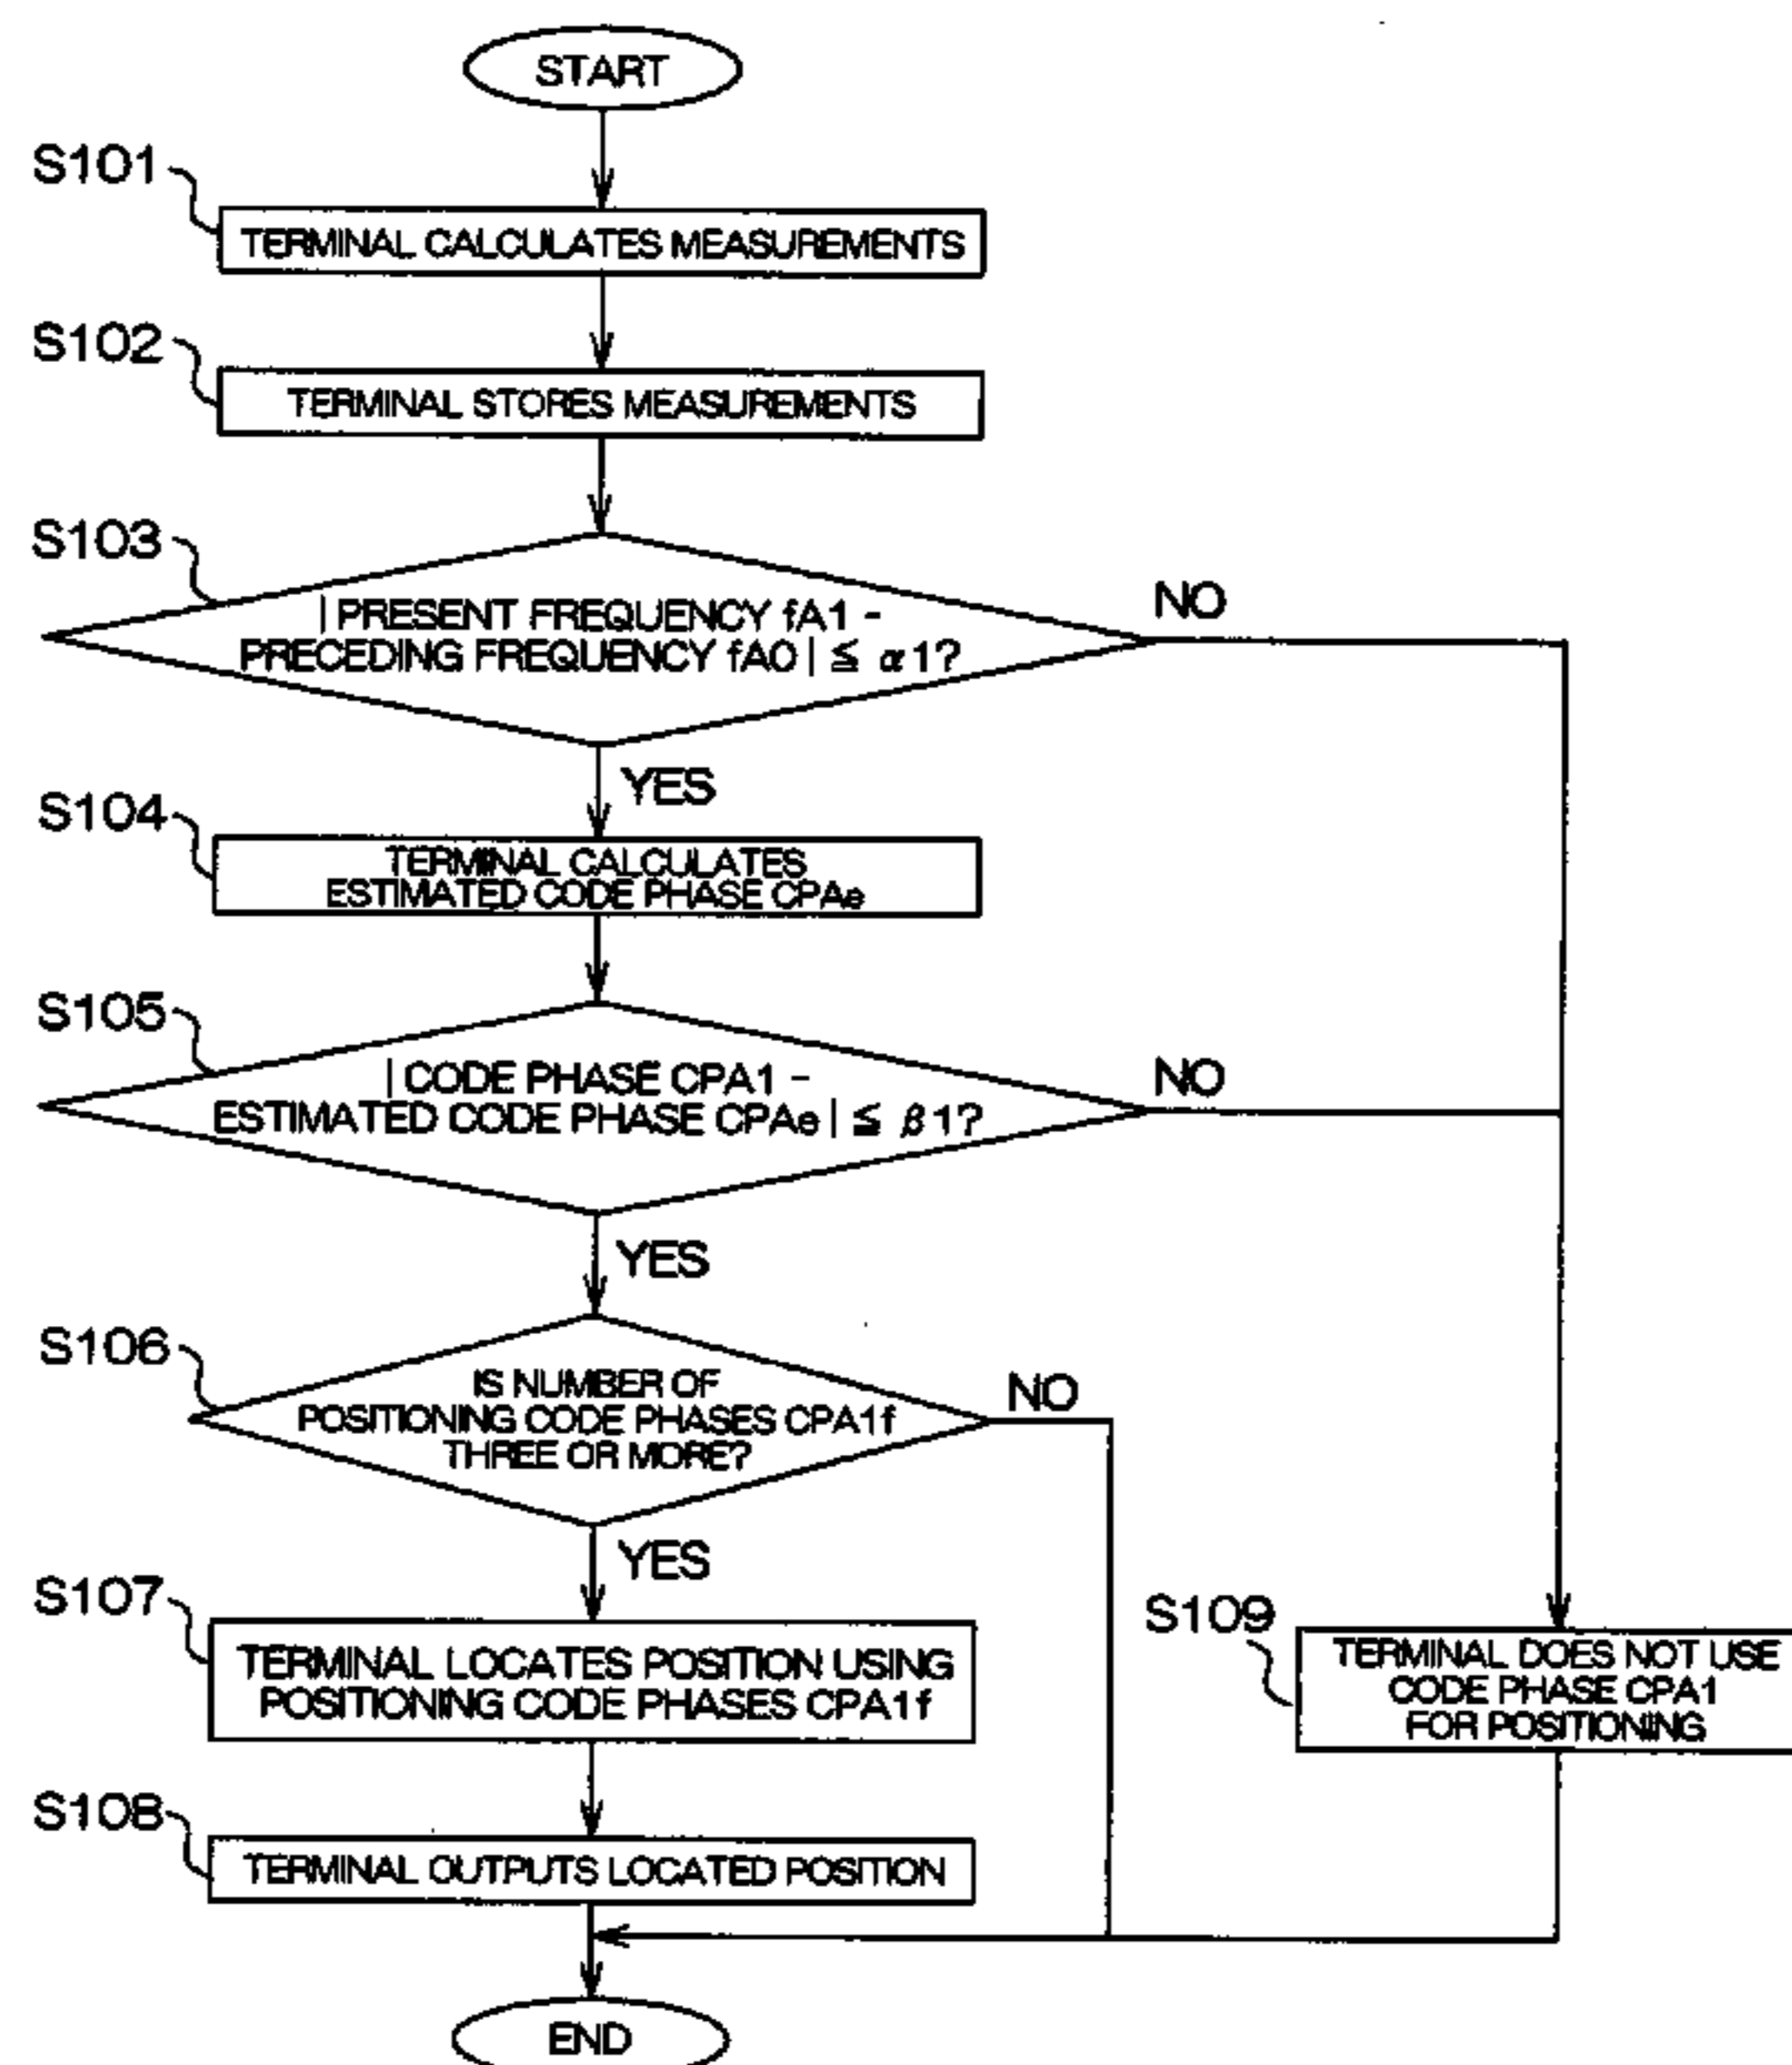 START
S101
TERMINAL CALCULATES MEASUREMENTS
S102
TERMINAL STORES MEASUREMENTS
S103
| PRESENT FREQUENCY fA1 -
PRECEDING FREQUENCY fA0 | ≦ α1?
NO
YES
S104
TERMINAL CALCULATES
ESTIMATED CODE PHASE CPAe
S105
| CODE PHASE CPA1 -
ESTIMATED CODE PHASE CPAe | ≦ β1?
NO
YES
S106
IS NUMBER OF
POSITIONING CODE PHASES CPA1f
THREE OR MORE?
NO
YES
S107
TERMINAL LOCATES POSITION USING
POSITIONING CODE PHASES CPA1f
S109
TERMINAL DOES NOT USE
CODE PHASE CPA1
FOR POSITIONING
S108
TERMINAL OUTPUTS LOCATED POSITION
END